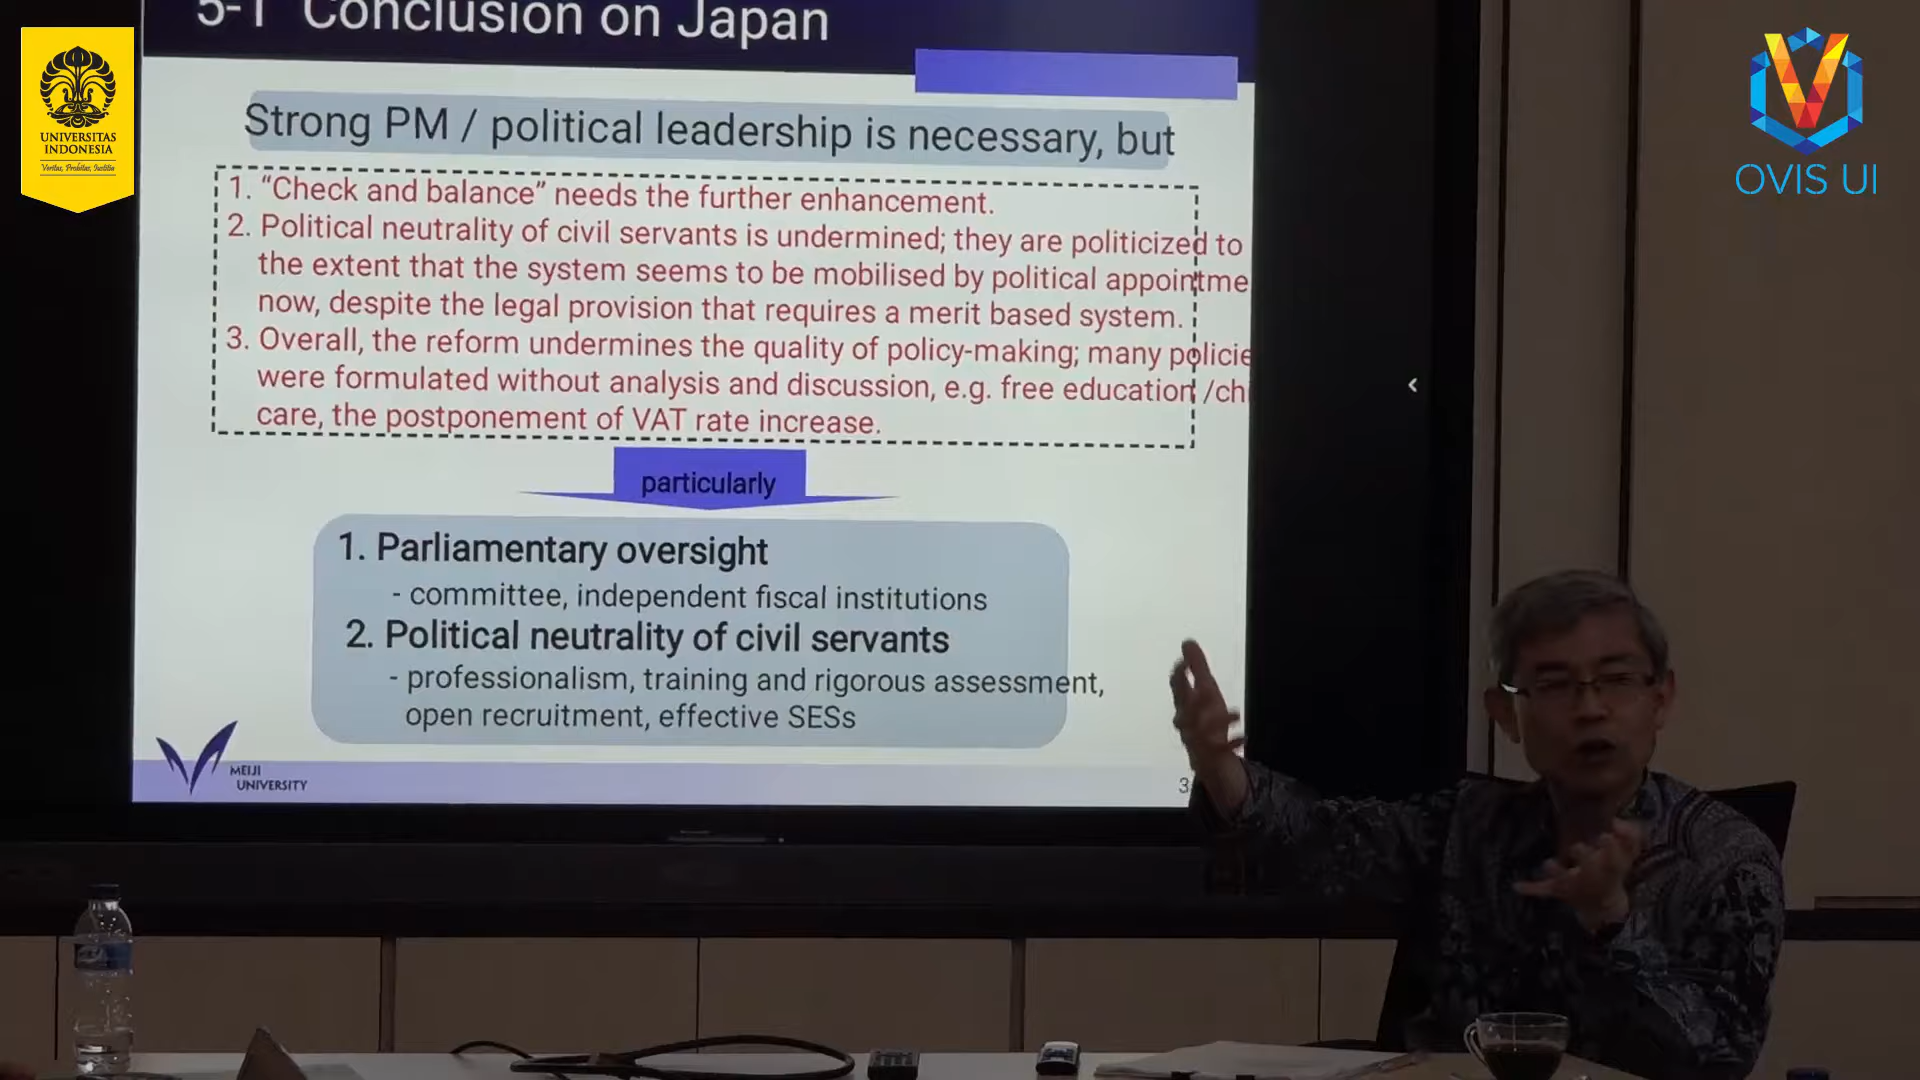 5-1 Conclusion on Japan
UNIVERSITAS
INDONESIA
Veritas, Probitas, Iustitia
OVIS UI
Strong PM / political leadership is necessary, but
1. “Check and balance” needs the further enhancement.
2. Political neutrality of civil servants is undermined; they are politicized to
the extent that the system seems to be mobilised by political appointme
now, despite the legal provision that requires a merit based system.
3. Overall, the reform undermines the quality of policy-making; many policie
were formulated without analysis and discussion, e.g. free education /chi
care, the postponement of VAT rate increase.
particularly
1. Parliamentary oversight
- committee, independent fiscal institutions
2. Political neutrality of civil servants
- professionalism, training and rigorous assessment,
open recruitment, effective SESs
MEIJI
UNIVERSITY
3